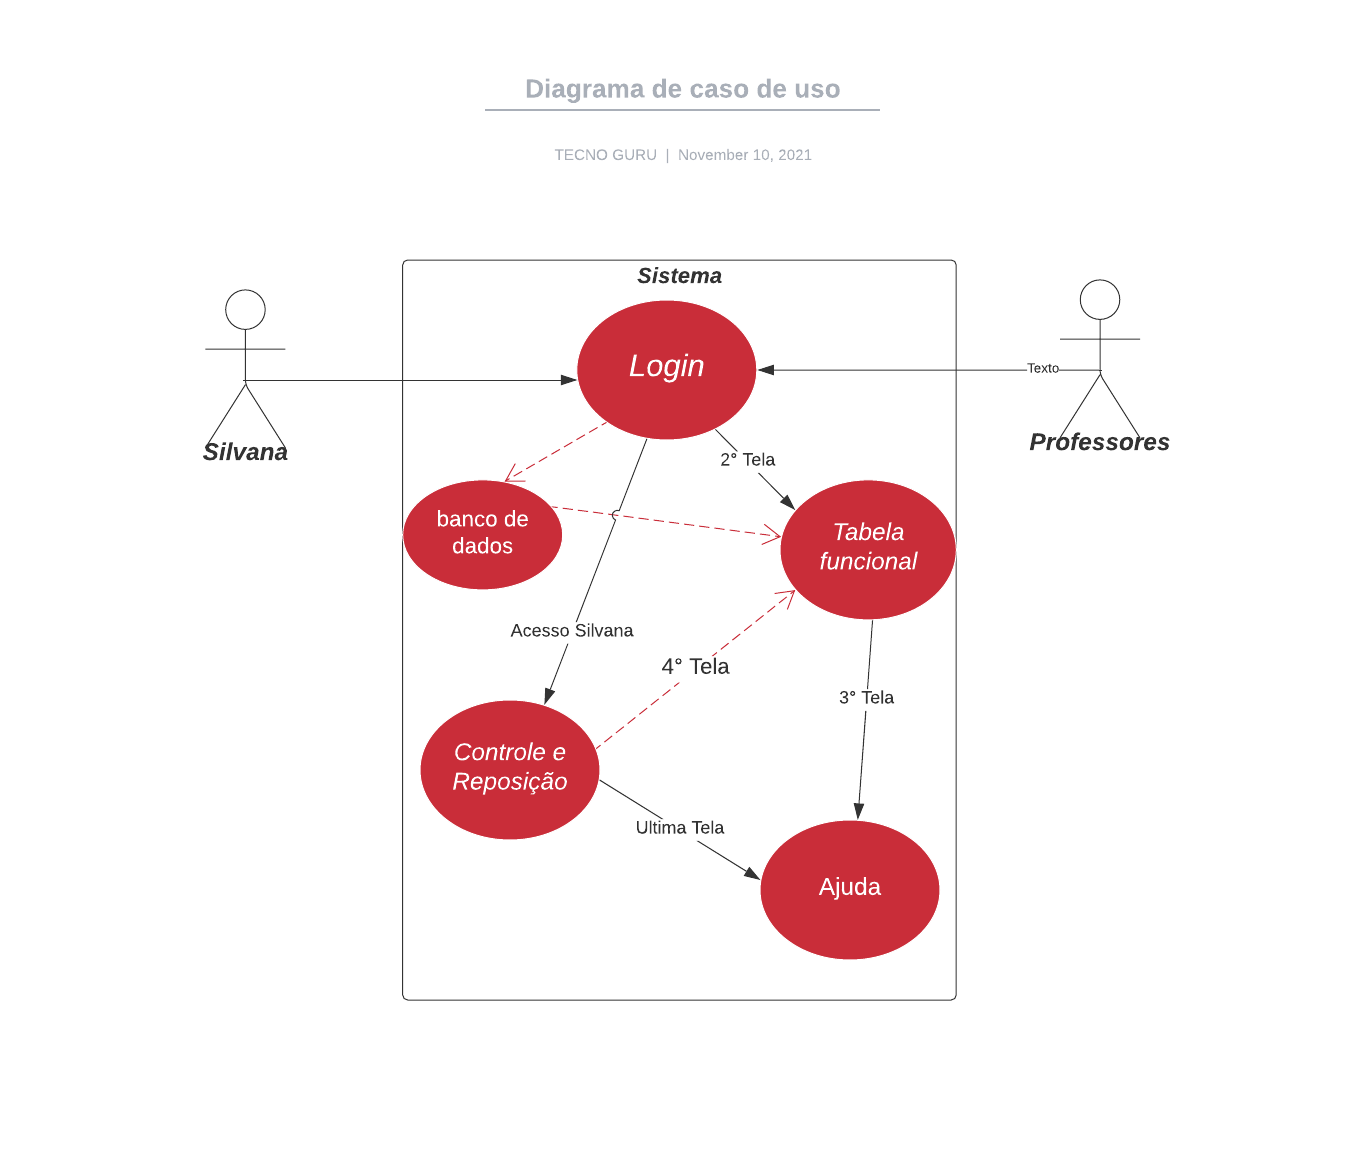 Diagrama de caso de uso
TECNO GURU | November 10, 2021
Sistema
Login
Texto
Silvana
Professores
2° Tela
banco de
dados
Tabela
funcional
Acesso Silvana
4° Tela
3° Tela
Controle e
Reposição
Ultima Tela
Ajuda